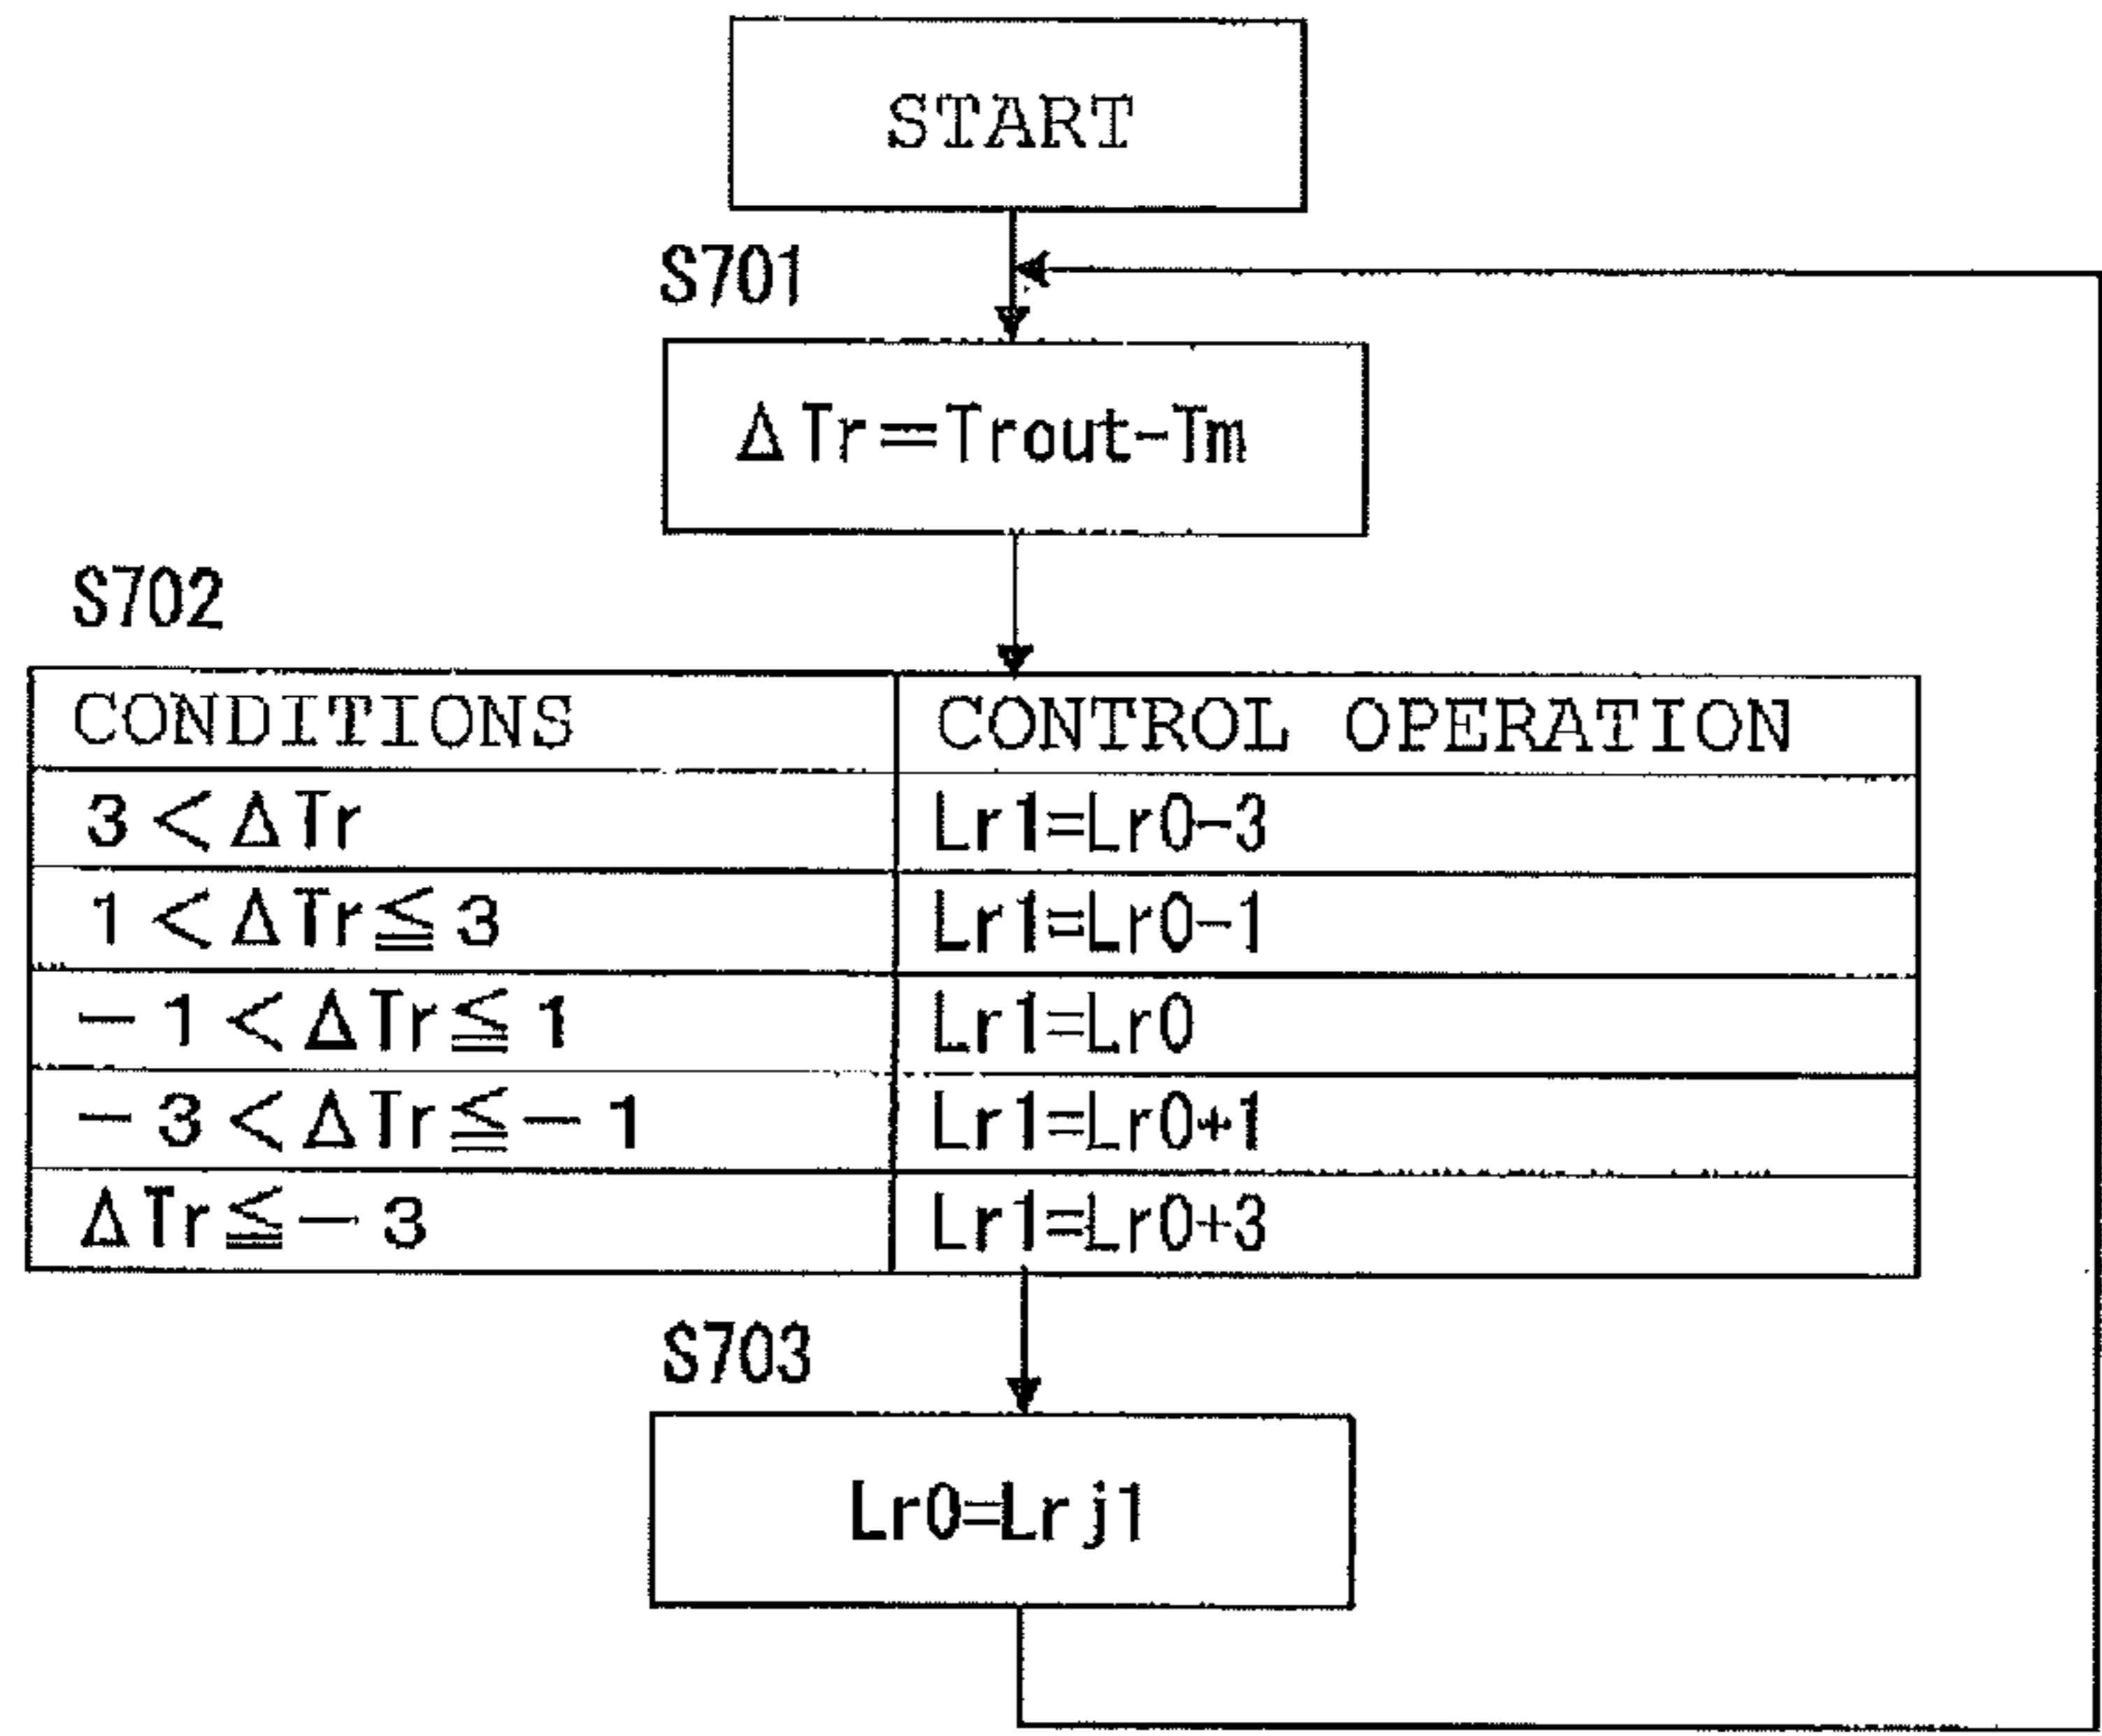 START
S701
ΔTr=Trout-Tm
S702
CONDITIONS CONTROL OPERATION
3<ΔTr Lr1=Lr0-3
1<ΔTr≦3 Lr1=Lr0-1
-1<ΔTr≦1 Lr1=Lr0
-3<ΔTr≦-1 Lr1=Lr0+1
ΔTr≦-3 Lr1=Lr0+3
S703
Lr0=Lrj1